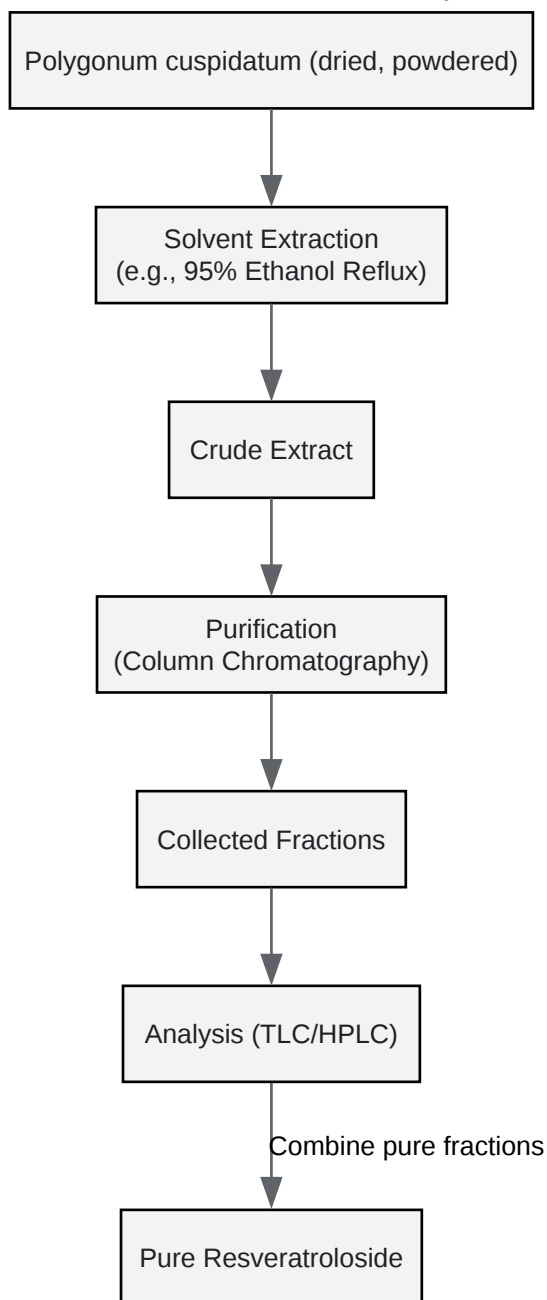 Polygonum cuspidatum (dried, powdered)
Solvent Extraction
(e.g., 95% Ethanol Reflux)
Crude Extract
Purification
(Column Chromatography)
Collected Fractions
Analysis (TLC/HPLC)
Combine pure fractions
Pure Resveratroloside